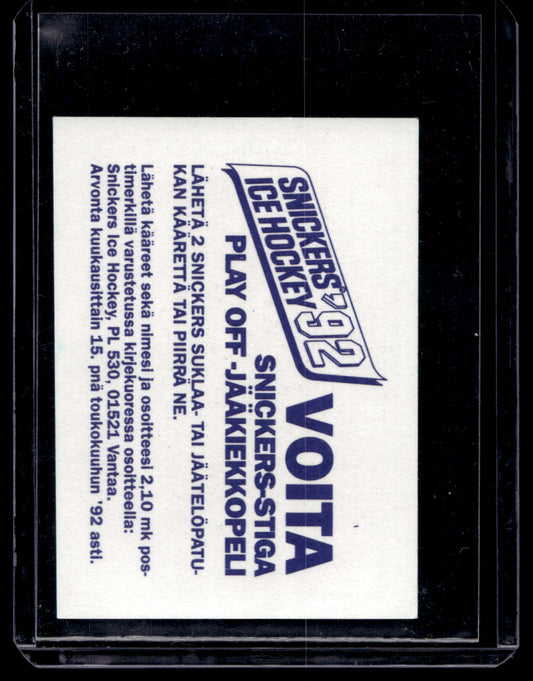 SNICKERS'
ICE HOCKEY '92
VOITA
SNICKERS-STIGA
PLAY OFF -JÄÄKIEKKOPELI
LÄHETÄ 2 SNICKERS SUKLAA- TAI JÄÄTELÖPATU-
KAN KÄÄRETTÄ TAI PIIRRÄ NE.
Lähetä kääreet sekä nimesi ja osoitteesi 2,10 mk pos-
timerkillä varustetussa kirjekuoressa osoitteella:
Snickers Ice Hockey, PL 530, 01521 Vantaa.
Arvonta kuukausittain 15. pnä toukokuuhun '92 asti.